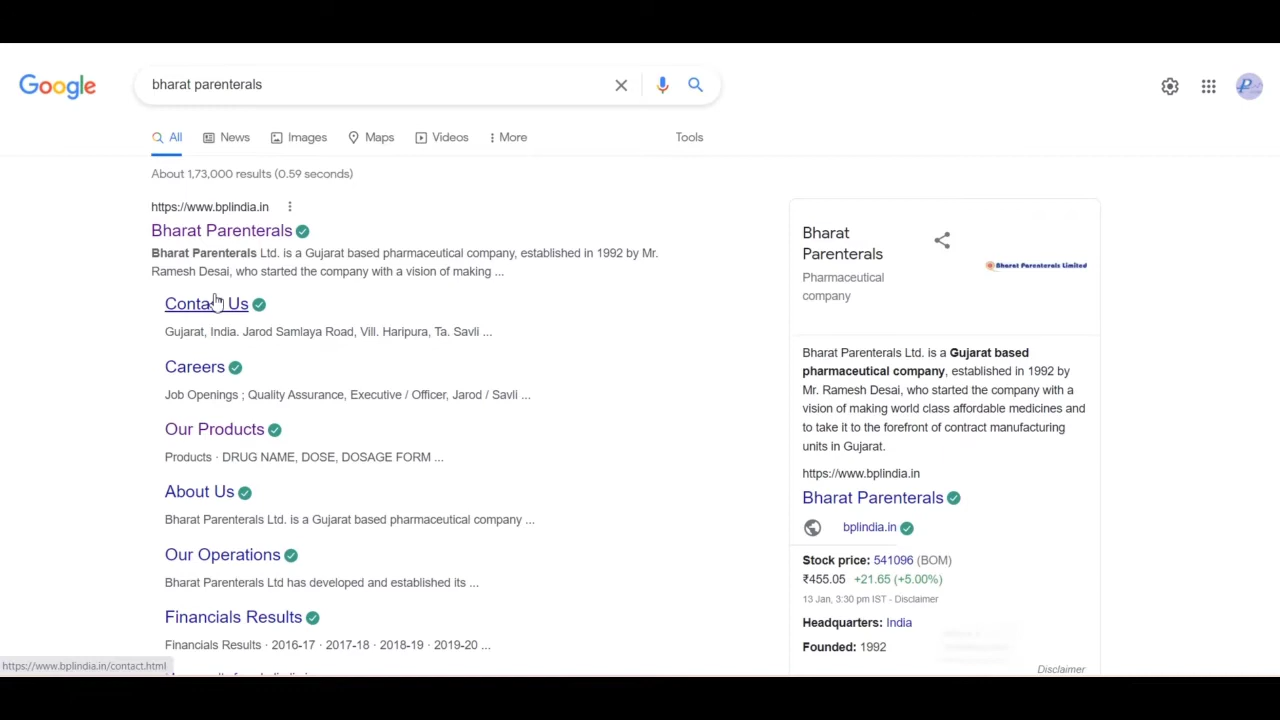 Google
bharat parenterals
All
News
Images
Maps
Videos
More
Tools
About 1,73,000 results (0.59 seconds)
https://www.bplindia.in
Bharat Parenterals
Bharat Parenterals Ltd. is a Gujarat based pharmaceutical company, established in 1992 by Mr.
Ramesh Desai, who started the company with a vision of making ...
Contact Us
Gujarat, India. Jarod Samlaya Road, Vill. Haripura, Ta. Savli ...
Careers
Job Openings ; Quality Assurance, Executive / Officer, Jarod / Savli ...
Our Products
Products · DRUG NAME, DOSE, DOSAGE FORM ...
About Us
Bharat Parenterals Ltd. is a Gujarat based pharmaceutical company ...
Our Operations
Bharat Parenterals Ltd has developed and established its ...
Financials Results
Financials Results · 2016-17 · 2017-18 · 2018-19 · 2019-20 ...
https://www.bplindia.in/contact.html
Bharat
Parenterals
Pharmaceutical
company
Bharat Parenterals Limited
Bharat Parenterals Ltd. is a Gujarat based
pharmaceutical company, established in 1992 by
Mr. Ramesh Desai, who started the company with a
vision of making world class affordable medicines and
to take it to the forefront of contract manufacturing
units in Gujarat.
https://www.bplindia.in
Bharat Parenterals
bplindia.in
Stock price: 541096 (BOM)
₹455.05 +21.65 (+5.00%)
13 Jan, 3:30 pm IST - Disclaimer
Headquarters: India
Founded: 1992
Disclaimer